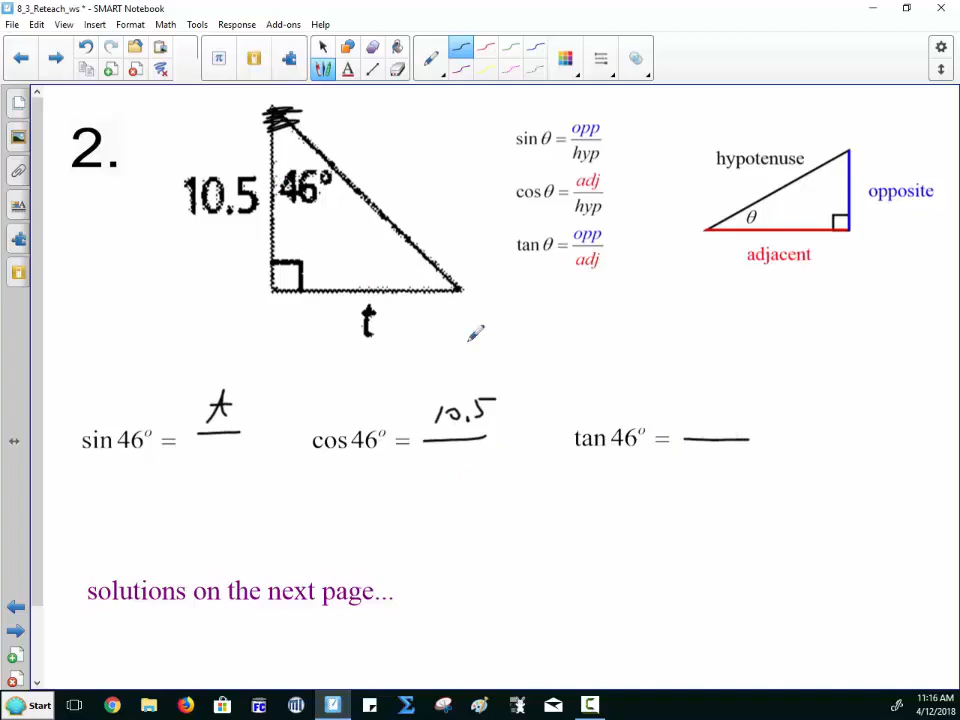 8_3_Reteach_ws * - SMART Notebook
File Edit View Insert Format Math Tools Response Add-ons Help
2.
10.5 46°
t
sin θ = opp/hyp
cos θ = adj/hyp
tan θ = opp/adj
hypotenuse
opposite
θ
adjacent
sin 46° = t/
cos 46° = 10.5/
tan 46° =
solutions on the next page...
Start
11:16 AM
4/12/2018